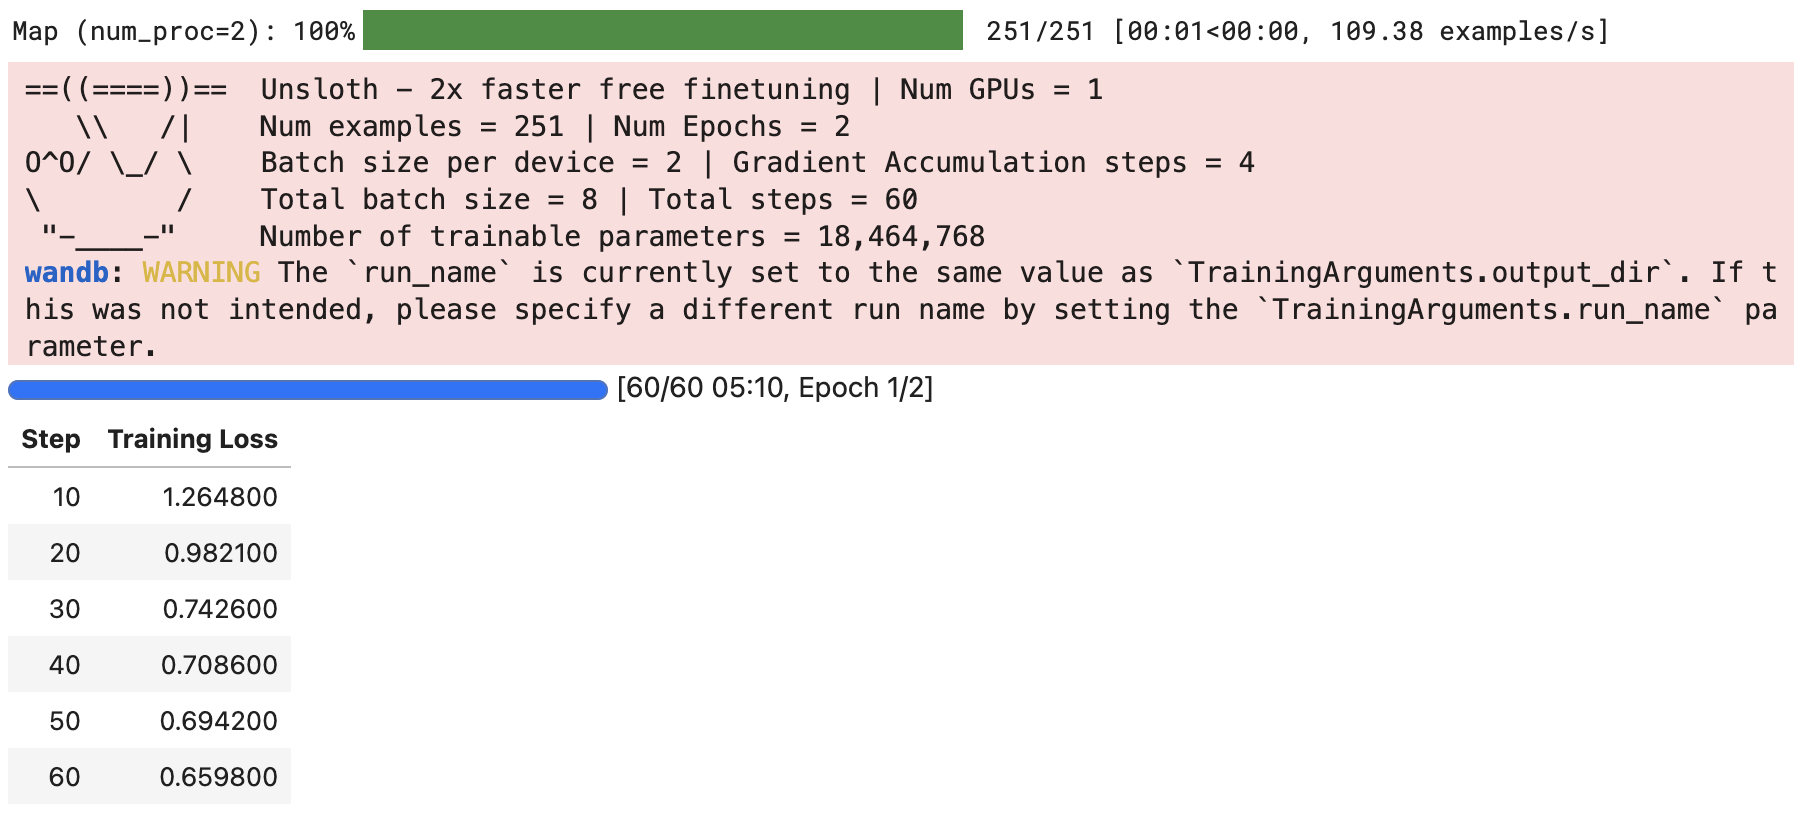 Map (num_proc=2): 100% 251/251 [00:01<00:00, 109.38 examples/s]
==((====))==  Unsloth – 2x faster free finetuning | Num GPUs = 1
   \\   /|    Num examples = 251 | Num Epochs = 2
O^O/ \_/ \    Batch size per device = 2 | Gradient Accumulation steps = 4
\        /    Total batch size = 8 | Total steps = 60
 "-____-"     Number of trainable parameters = 18,464,768
wandb: WARNING The `run_name` is currently set to the same value as `TrainingArguments.output_dir`. If t
his was not intended, please specify a different run name by setting the `TrainingArguments.run_name` pa
rameter.
[60/60 05:10, Epoch 1/2]
Step Training Loss
10 1.264800
20 0.982100
30 0.742600
40 0.708600
50 0.694200
60 0.659800